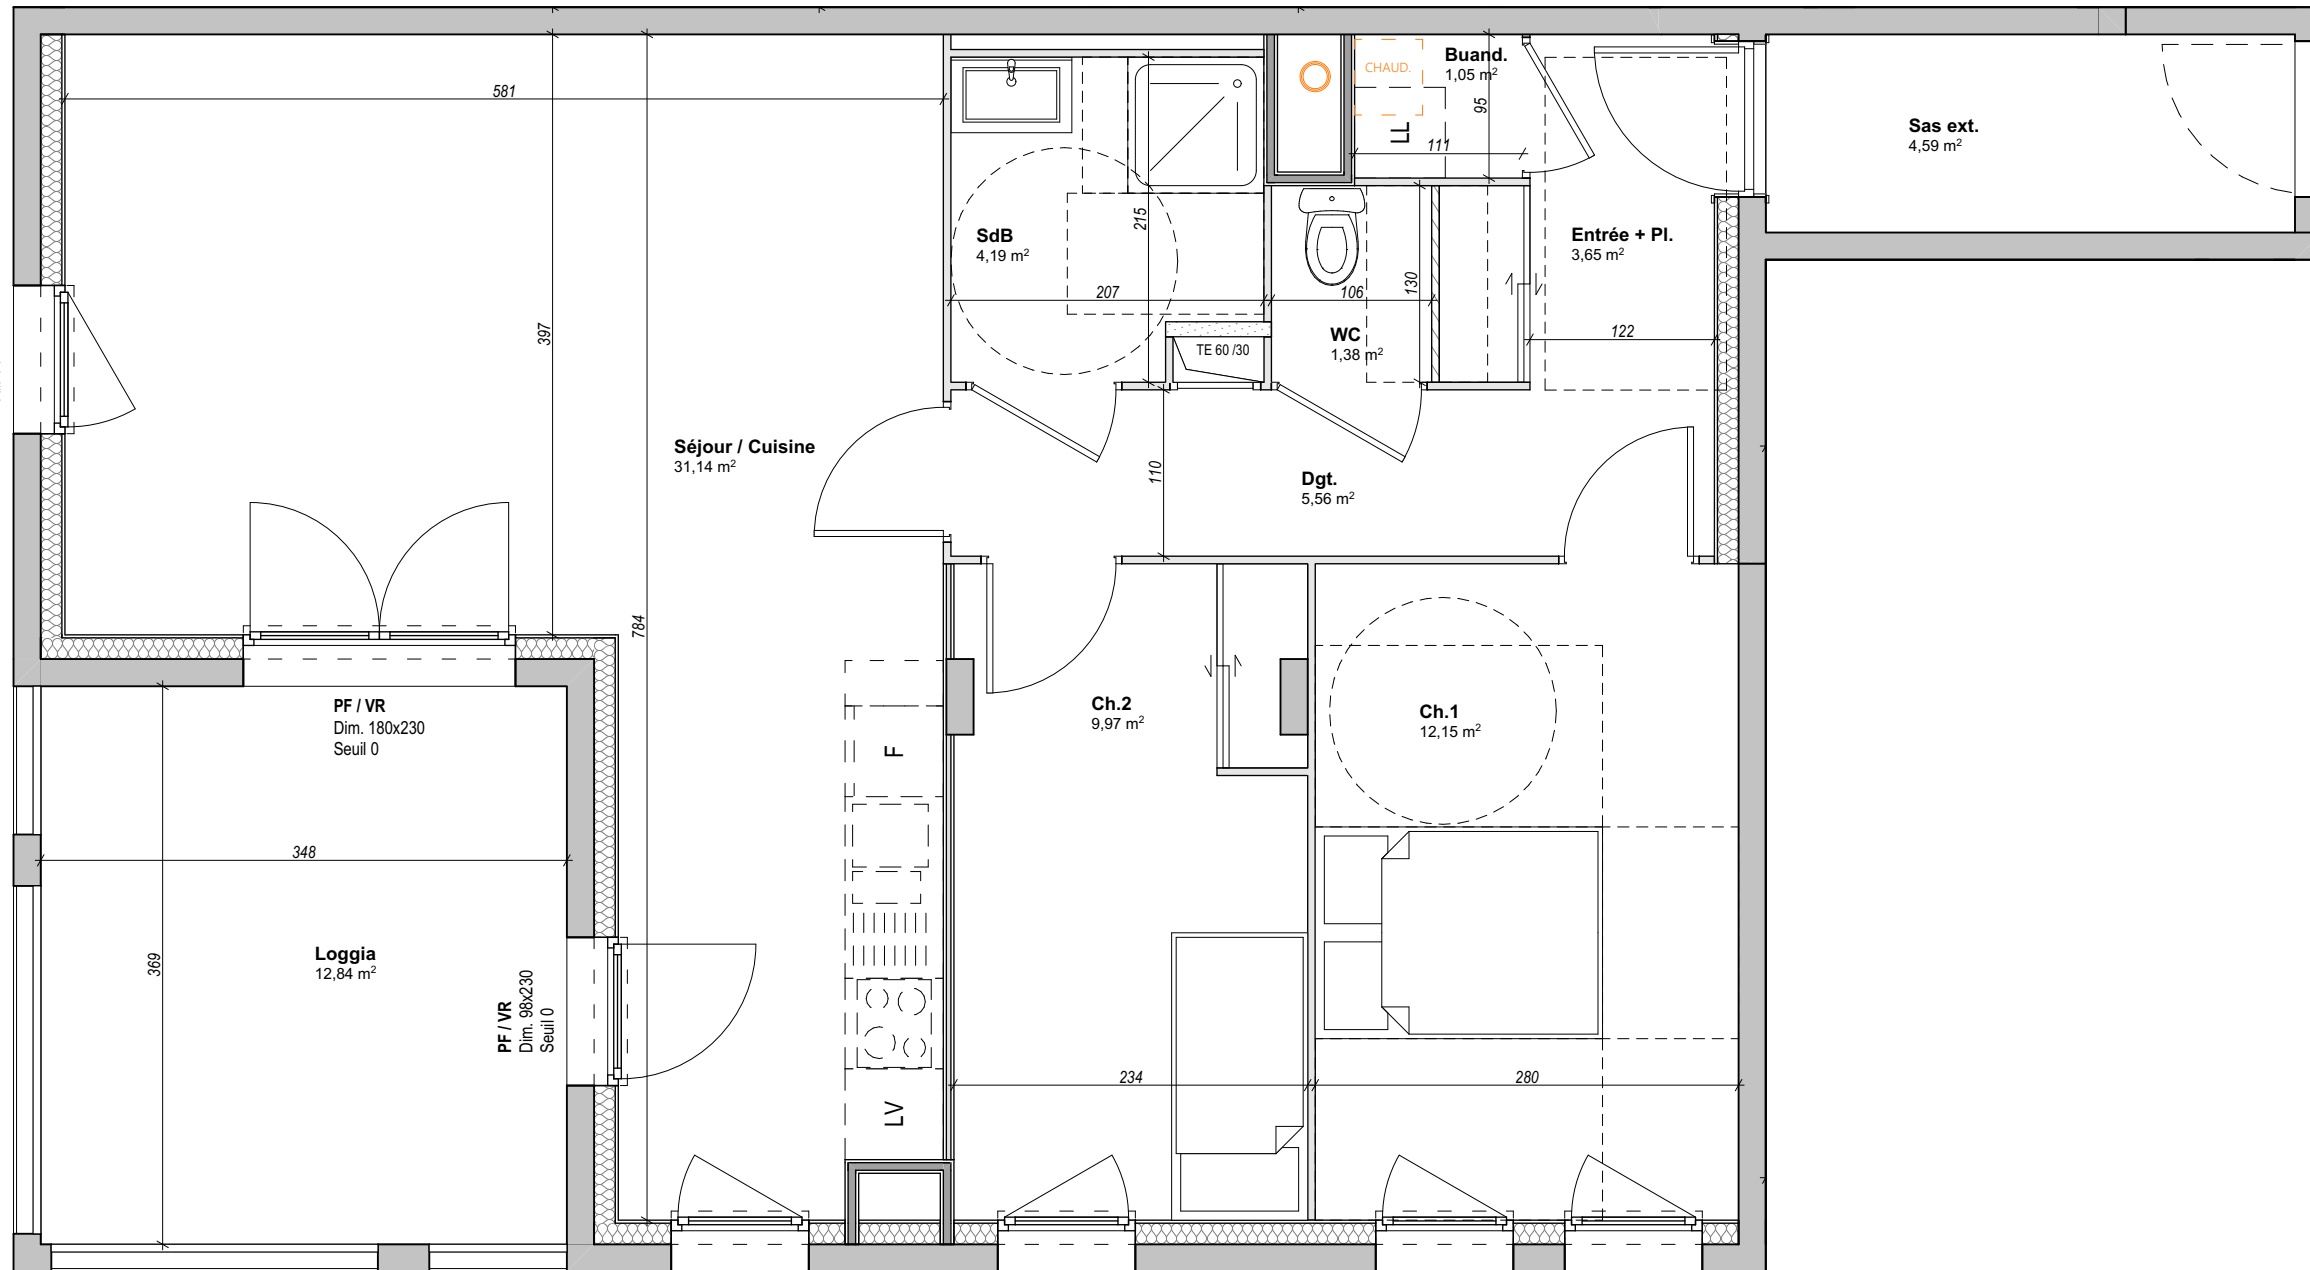 581
397
784
Séjour / Cuisine
31,14 m²
SdB
4,19 m²
215
207
TE 60 /30
CHAUD.
LL
Buand.
1,05 m²
95
111
106
130
WC
1,38 m²
Entrée + Pl.
3,65 m²
122
Sas ext.
4,59 m²
110
Dgt.
5,56 m²
PF / VR
Dim. 180x230
Seuil 0
348
369
Loggia
12,84 m²
PF / VR
Dim. 98x230
Seuil 0
F
LV
Ch.2
9,97 m²
234
Ch.1
12,15 m²
280